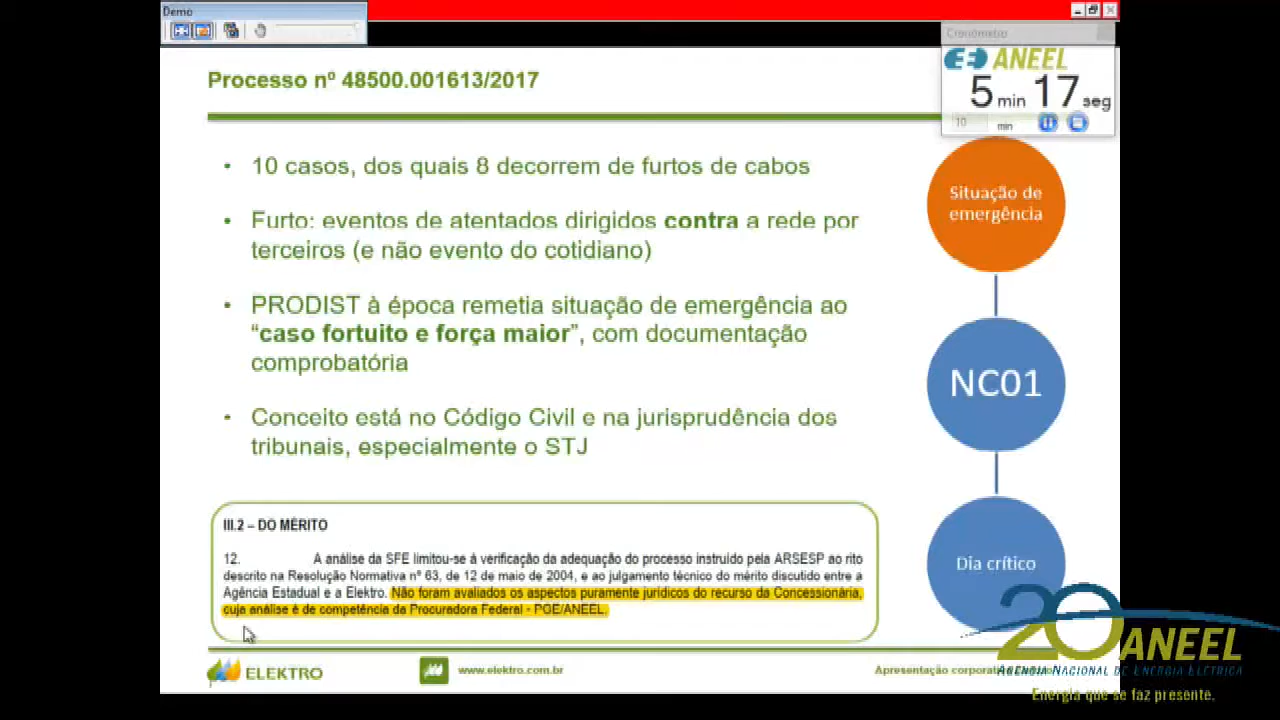 Demo
Cronômetro
ANEEL
5 min 17 seg
10
min
Processo nº 48500.001613/2017
• 10 casos, dos quais 8 decorrem de furtos de cabos
• Furto: eventos de atentados dirigidos contra a rede por
terceiros (e não evento do cotidiano)
• PRODIST à época remetia situação de emergência ao
“caso fortuito e força maior”, com documentação
comprobatória
• Conceito está no Código Civil e na jurisprudência dos
tribunais, especialmente o STJ
Situação de
emergência
NC01
Dia crítico
III.2 – DO MÉRITO
12. A análise da SFE limitou-se à verificação da adequação do processo instruído pela ARSESP ao rito
descrito na Resolução Normativa nº 63, de 12 de maio de 2004, e ao julgamento técnico do mérito discutido entre a
Agência Estadual e a Elektro. Não foram avaliados os aspectos puramente jurídicos do recurso da Concessionária,
cuja análise é de competência da Procuradora Federal - PGE/ANEEL.
ELEKTRO
www.elektro.com.br
Apresentação
20 ANEEL
AGÊNCIA NACIONAL DE ENERGIA ELÉTRICA
Energia que se faz presente.